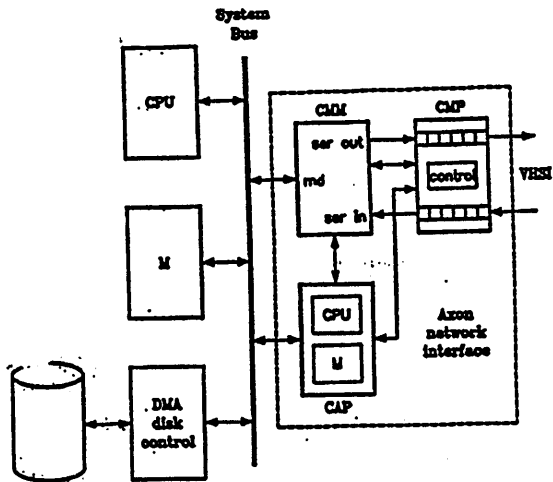 System
Bus
CPU
M
DMA
disk
control
CMM
ser out
rnd
ser in
CMP
control
VHSI
CPU
M
CAP
Axon
network
interface